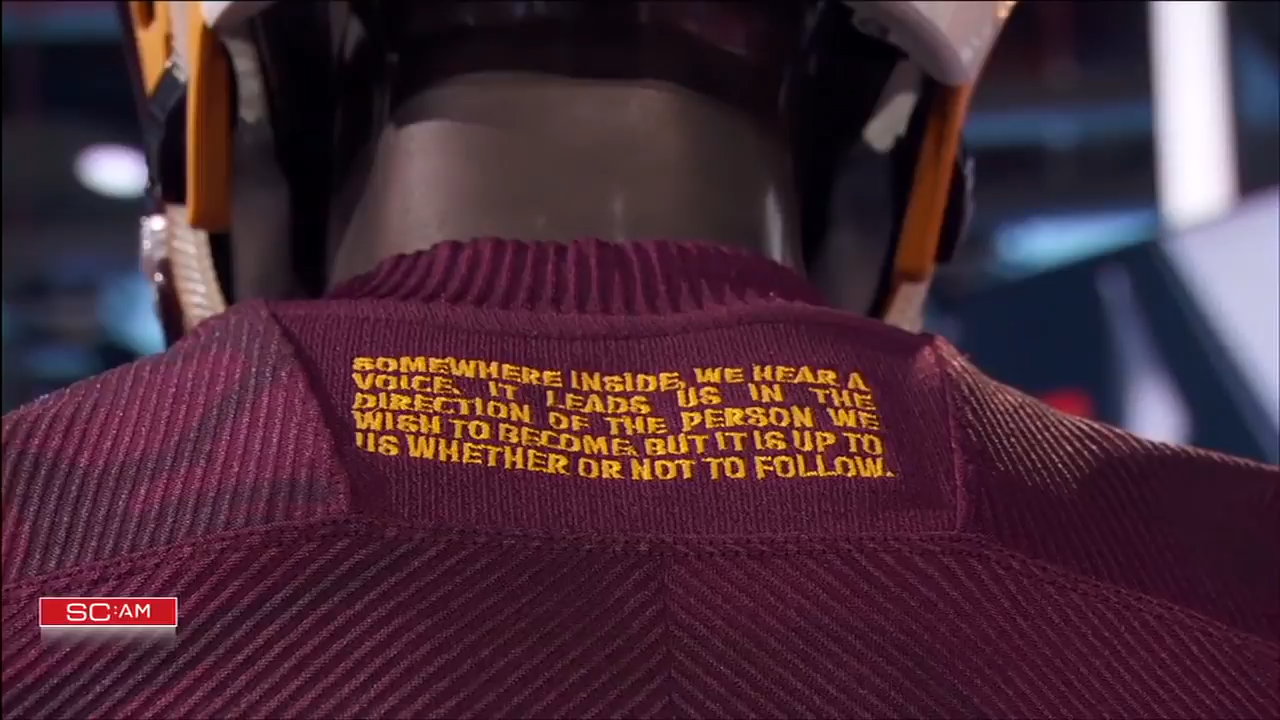 SOMEWHERE INSIDE, WE HEAR A
VOICE. IT LEADS US IN THE
DIRECTION OF THE PERSON WE
WISH TO BECOME. BUT IT IS UP TO
US WHETHER OR NOT TO FOLLOW.
SC:AM